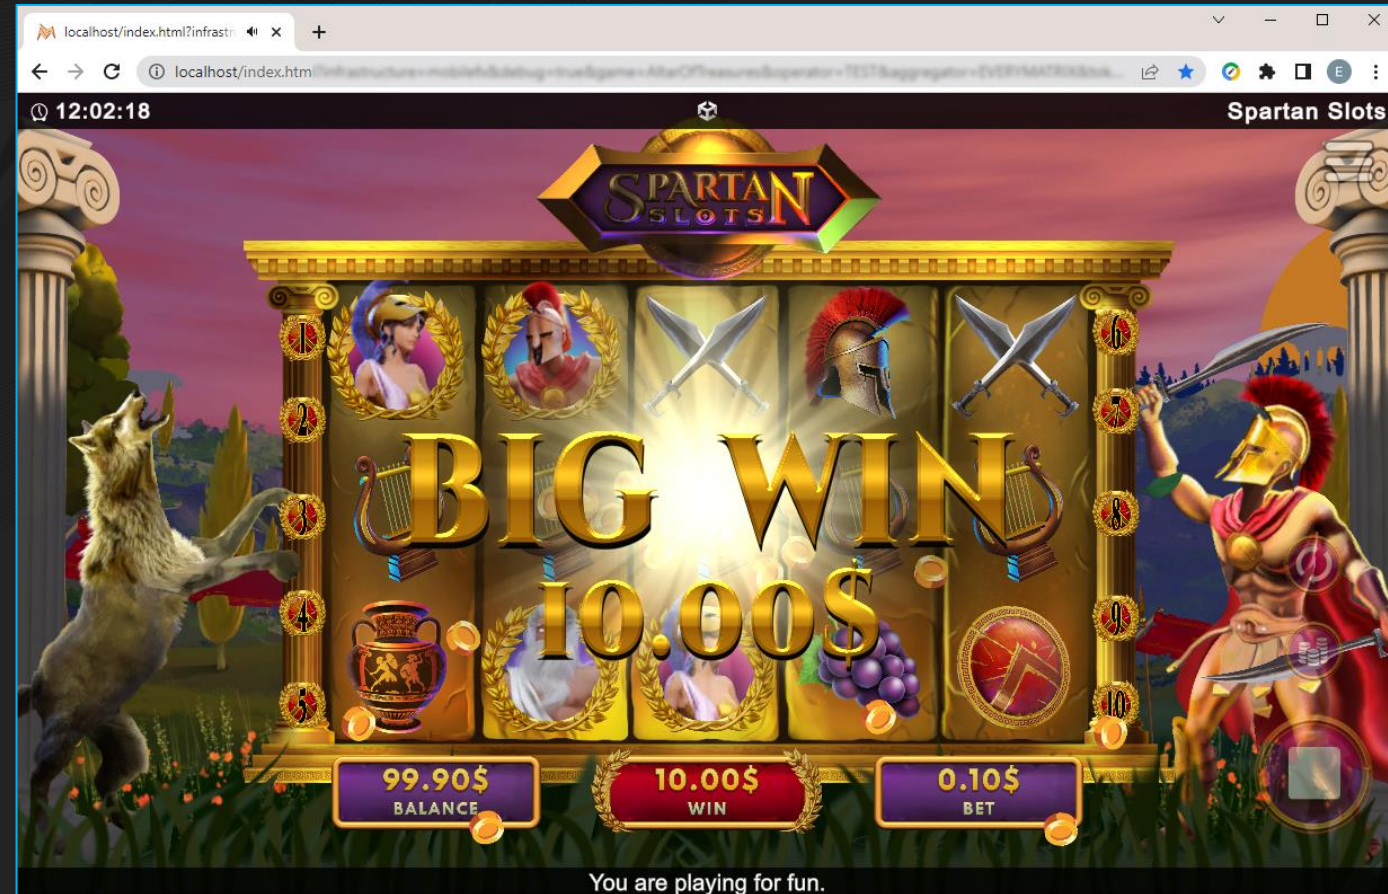 localhost/index.html?infrastr
localhost/index.htm
12:02:18
Spartan Slots
SPARTAN
SLOTS
1
6
2
7
BIG WIN
3
8
10.00$
4
9
5
10
99.90$
BALANCE
10.00$
WIN
0.10$
BET
E
You are playing for fun.